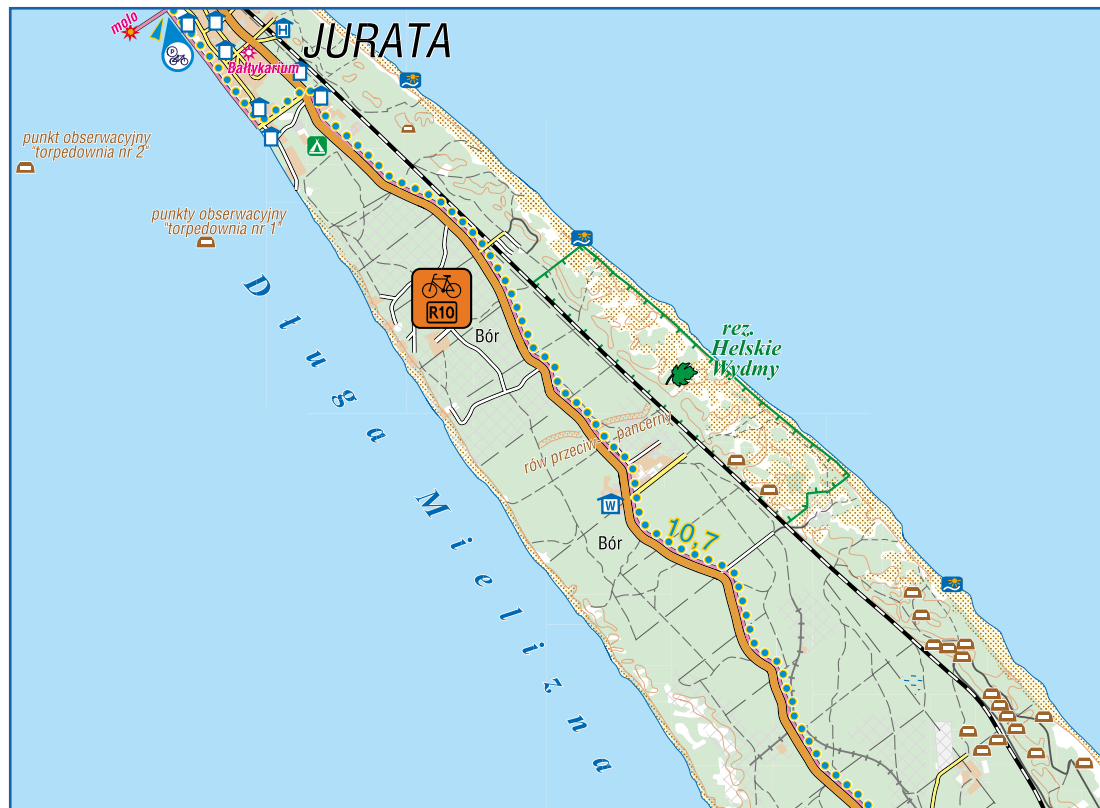 molo
P
H
JURATA
Bałtykarium
punkt obserwacyjny
"torpedownia nr 2"
punkty obserwacyjny
"torpedownia nr 1"
Długa Mielizna
R10
Bór
rez.
Helskie
Wydmy
rów przeciw - pancerny
W
10,7
Bór